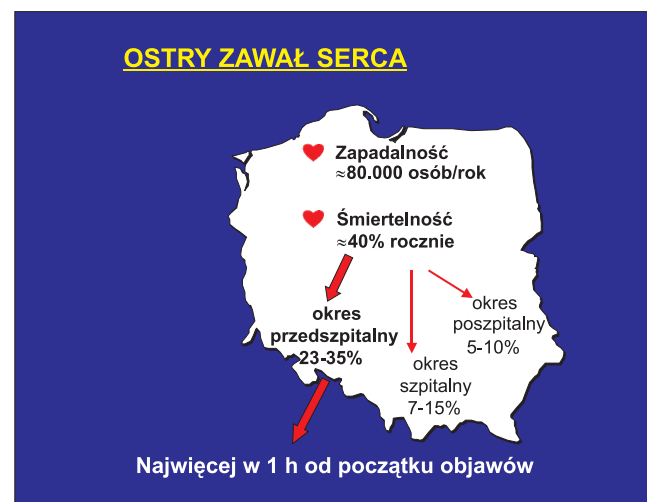 OSTRY ZAWAŁ SERCA
Zapadalność
≈80.000 osób/rok
Śmiertelność
≈40% rocznie
okres
przedszpitalny
23-35%
okres
szpitalny
7-15%
okres
poszpitalny
5-10%
Najwięcej w 1 h od początku objawów